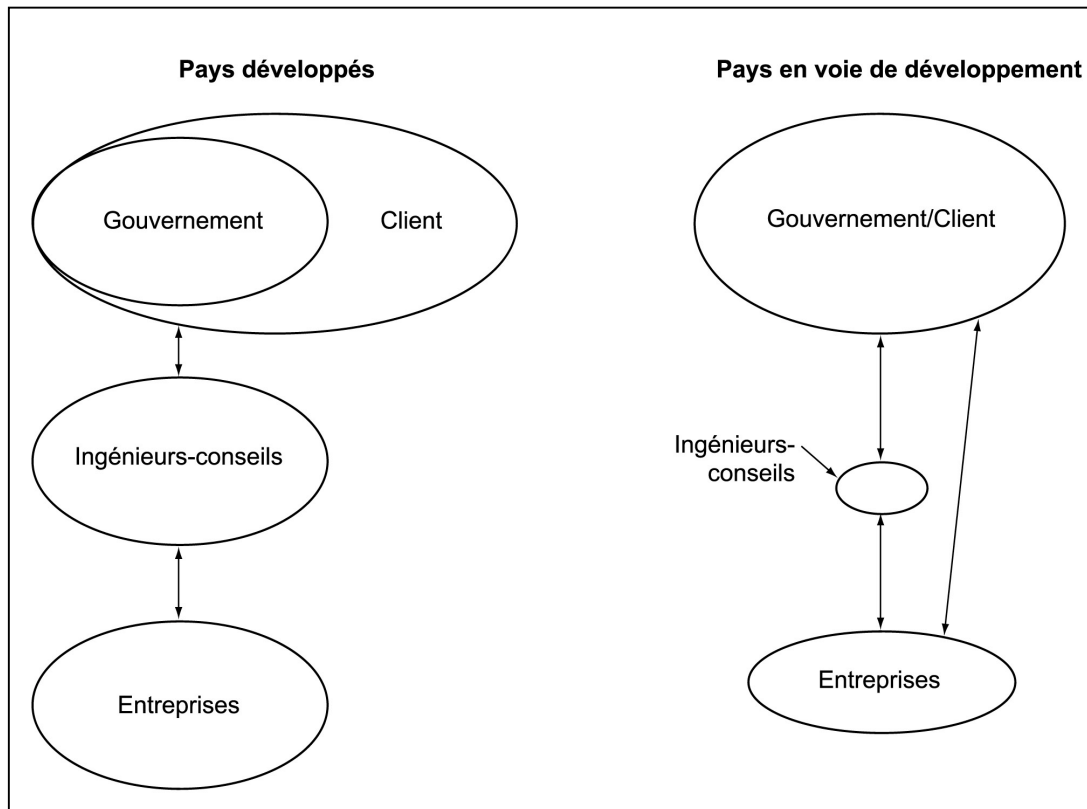 Pays développés
Gouvernement
Client
Ingénieurs-conseils
Entreprises
Pays en voie de développement
Gouvernement/Client
Ingénieurs-
conseils
Entreprises